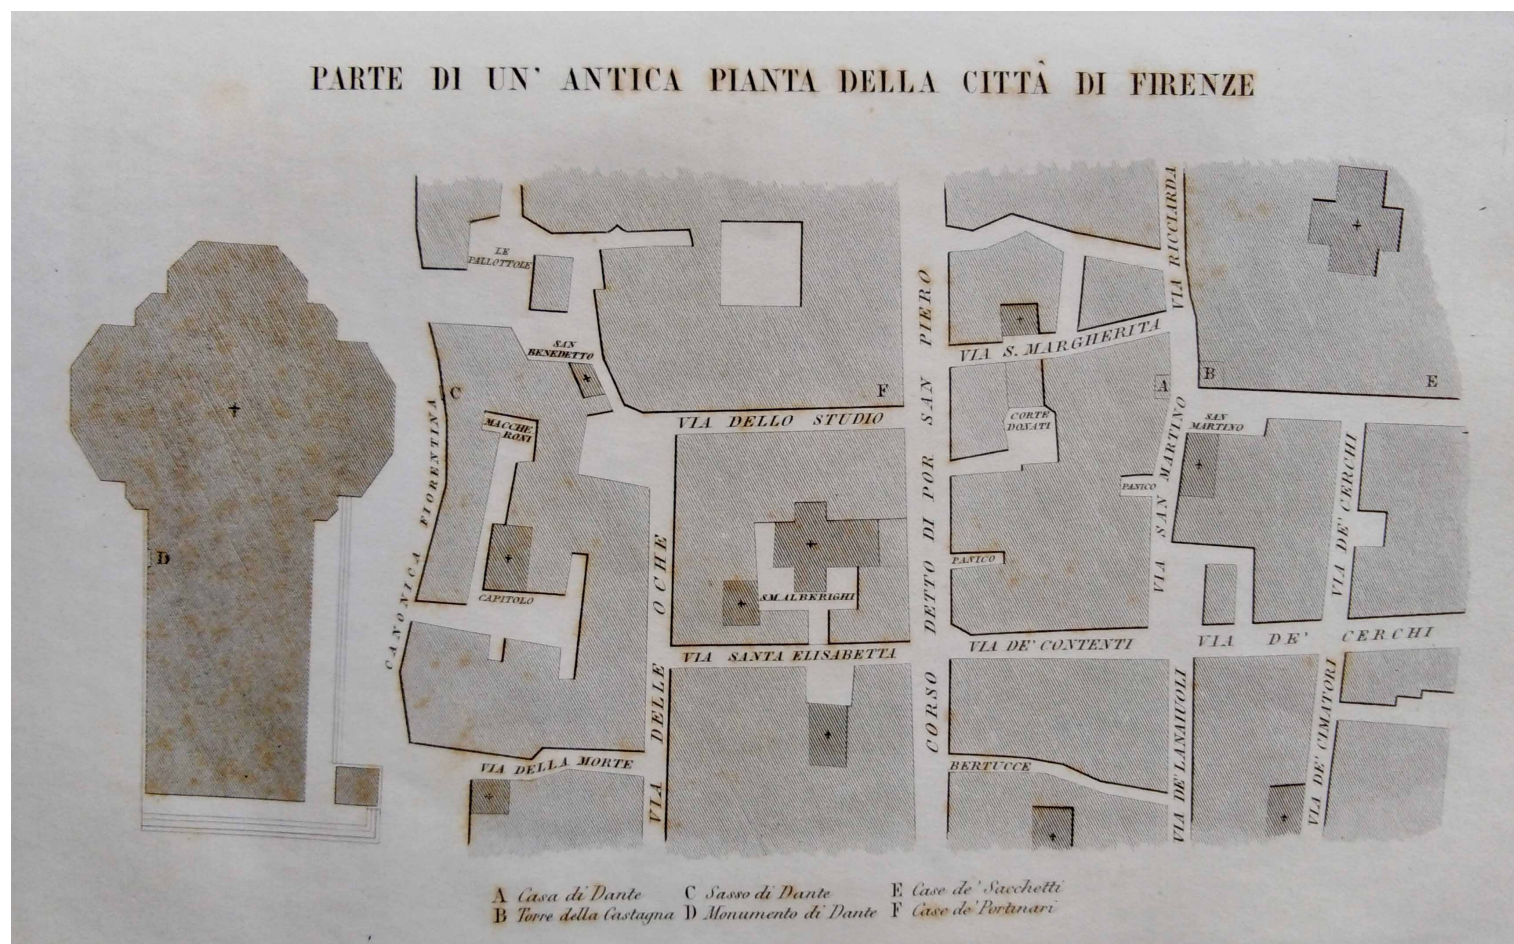 PARTE DI UN' ANTICA PIANTA DELLA CITTÀ DI FIRENZE
LE
PALLOTTOLE
SAN
BENEDETTO
C
MACCHE
RONI
CANONICA FIORENTINA
D
CAPITOLO
VIA DELLA MORTE
VIA DELLE OCHE
F
VIA DELLO STUDIO
S.M. ALBERIGHI
VIA SANTA ELISABETTA
CORSO DETTO DI POR SAN PIERO
VIA S. MARGHERITA
VIA RICCIARDA
A
B
E
CORTE
DONATI
SAN
MARTINO
PANICO
VIA SAN MARTINO
PANICO
VIA DE' CERCHI
VIA DE' CONTENTI
VIA DE' CERCHI
BERTUCCE
VIA DE' LANAIUOLI
VIA DE' CIMATORI
A Casa di Dante C Sasso di Dante E Case de' Sacchetti
B Torre della Castagna D Monumento di Dante F Case de' Portinari